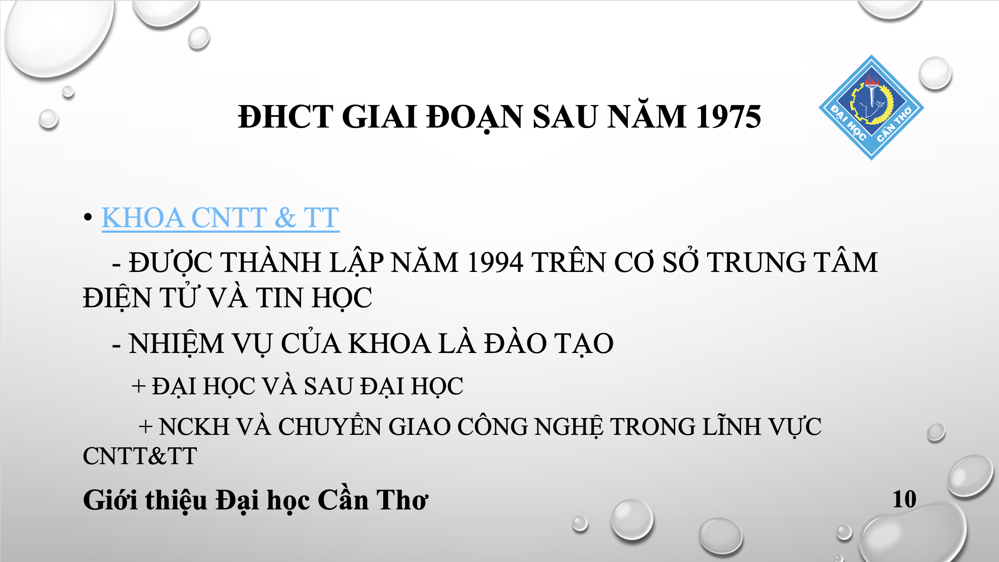 ĐHCT GIAI ĐOẠN SAU NĂM 1975
ĐẠI HỌC CẦN THƠ
• KHOA CNTT & TT
- ĐƯỢC THÀNH LẬP NĂM 1994 TRÊN CƠ SỞ TRUNG TÂM
ĐIỆN TỬ VÀ TIN HỌC
- NHIỆM VỤ CỦA KHOA LÀ ĐÀO TẠO
+ ĐẠI HỌC VÀ SAU ĐẠI HỌC
+ NCKH VÀ CHUYỂN GIAO CÔNG NGHỆ TRONG LĨNH VỰC
CNTT&TT
Giới thiệu Đại học Cần Thơ
10